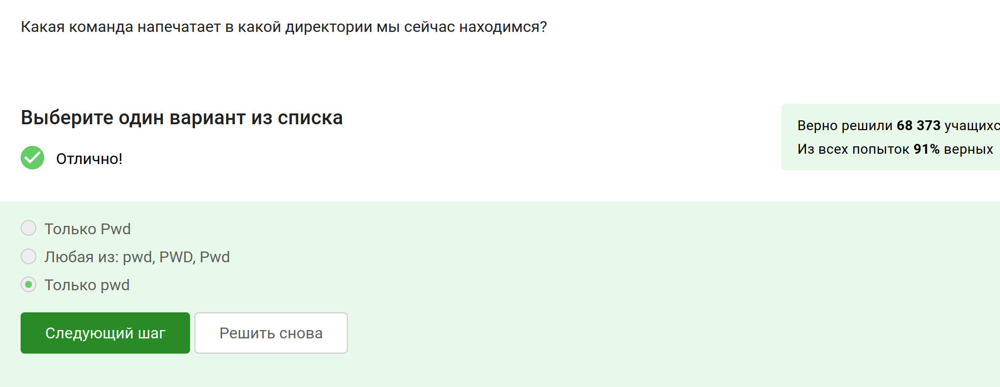 Какая команда напечатает в какой директории мы сейчас находимся?
Выберите один вариант из списка
Отлично!
Верно решили 68 373 учащихс
Из всех попыток 91% верных
Только Pwd
Любая из: pwd, PWD, Pwd
Только pwd
Следующий шаг
Решить снова